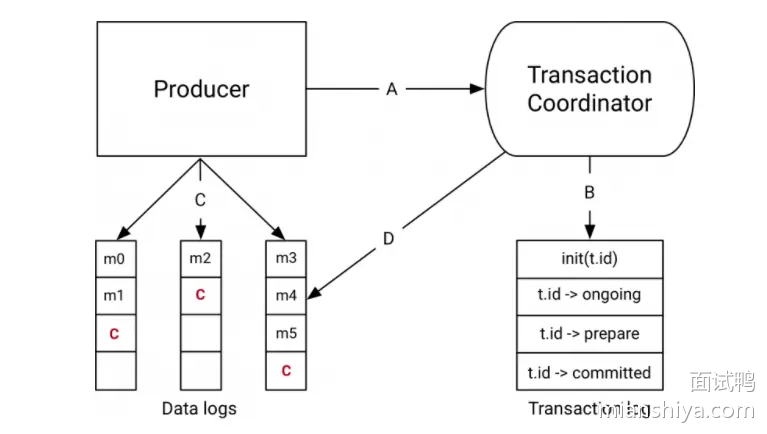 Producer
A
Transaction
Coordinator
C
B
D
m0
m1
C
m2
C
m3
m4
m5
C
init(t.id)
t.id -> ongoing
t.id -> prepare
t.id -> committed
Data logs
Transaction log
面试鸭
mianshiya.com